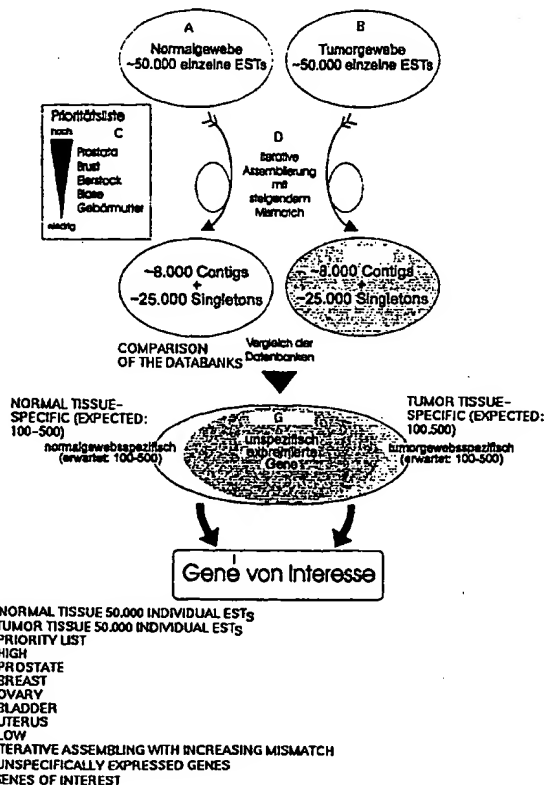 A
Normalgewebe
~50.000 einzelne ESTs
B
Tumorgewebe
~50.000 einzelne ESTs
Prioritätsliste
hoch
C
Prostata
Brust
Eierstock
Blase
Gebärmutter
niedrig
D
Iterative
Assemblierung
mit
steigendem
Mismatch
~8.000 Contigs
+
~25.000 Singletons
~8.000 Contigs
+
~25.000 Singletons
COMPARISON
OF THE DATABANKS
Vergleich der
Datenbanken
NORMAL TISSUE-
SPECIFIC (EXPECTED:
100-500)
normalgewebsspezifisch
(erwartet: 100-500)
G
unspezifisch
exprimierte
Gene
TUMOR TISSUE-
SPECIFIC (EXPECTED:
100.500)
tumorgewebsspezifisch
(erwartet: 100-500)
Gene von Interesse
NORMAL TISSUE 50.000 INDIVIDUAL ESTS
TUMOR TISSUE 50.000 INDIVIDUAL ESTS
PRIORITY LIST
HIGH
PROSTATE
BREAST
OVARY
BLADDER
UTERUS
LOW
ITERATIVE ASSEMBLING WITH INCREASING MISMATCH
UNSPECIFICALLY EXPRESSED GENES
GENES OF INTEREST